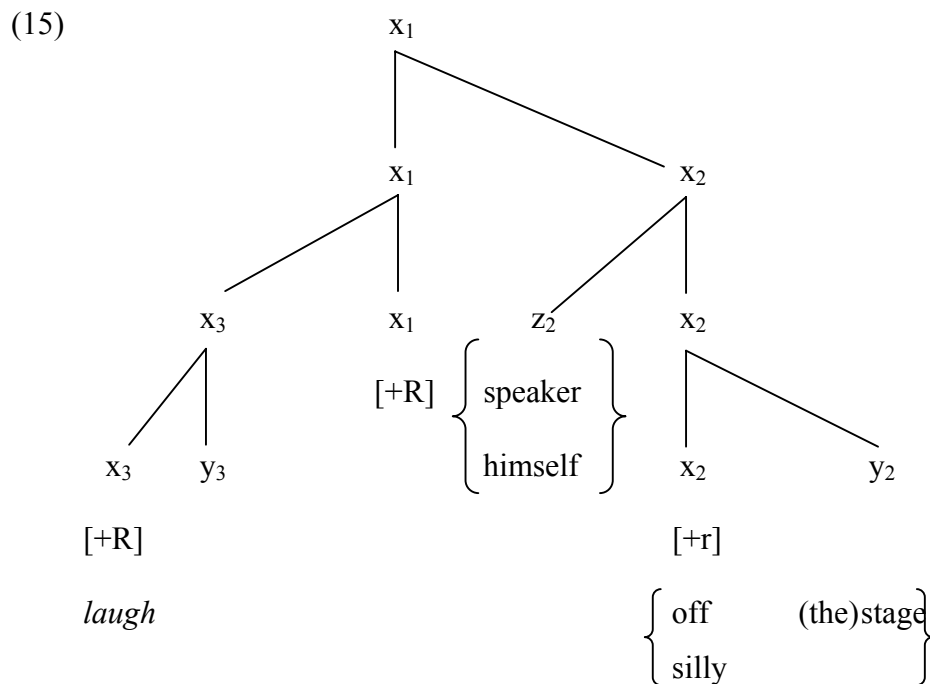 (15) x₁
x₁ x₂
x₃ x₁ z₂ x₂
[+R] { speaker }
himself
x₃ y₃ x₂ y₂
[+R] [+r]
laugh { off (the)stage }
silly